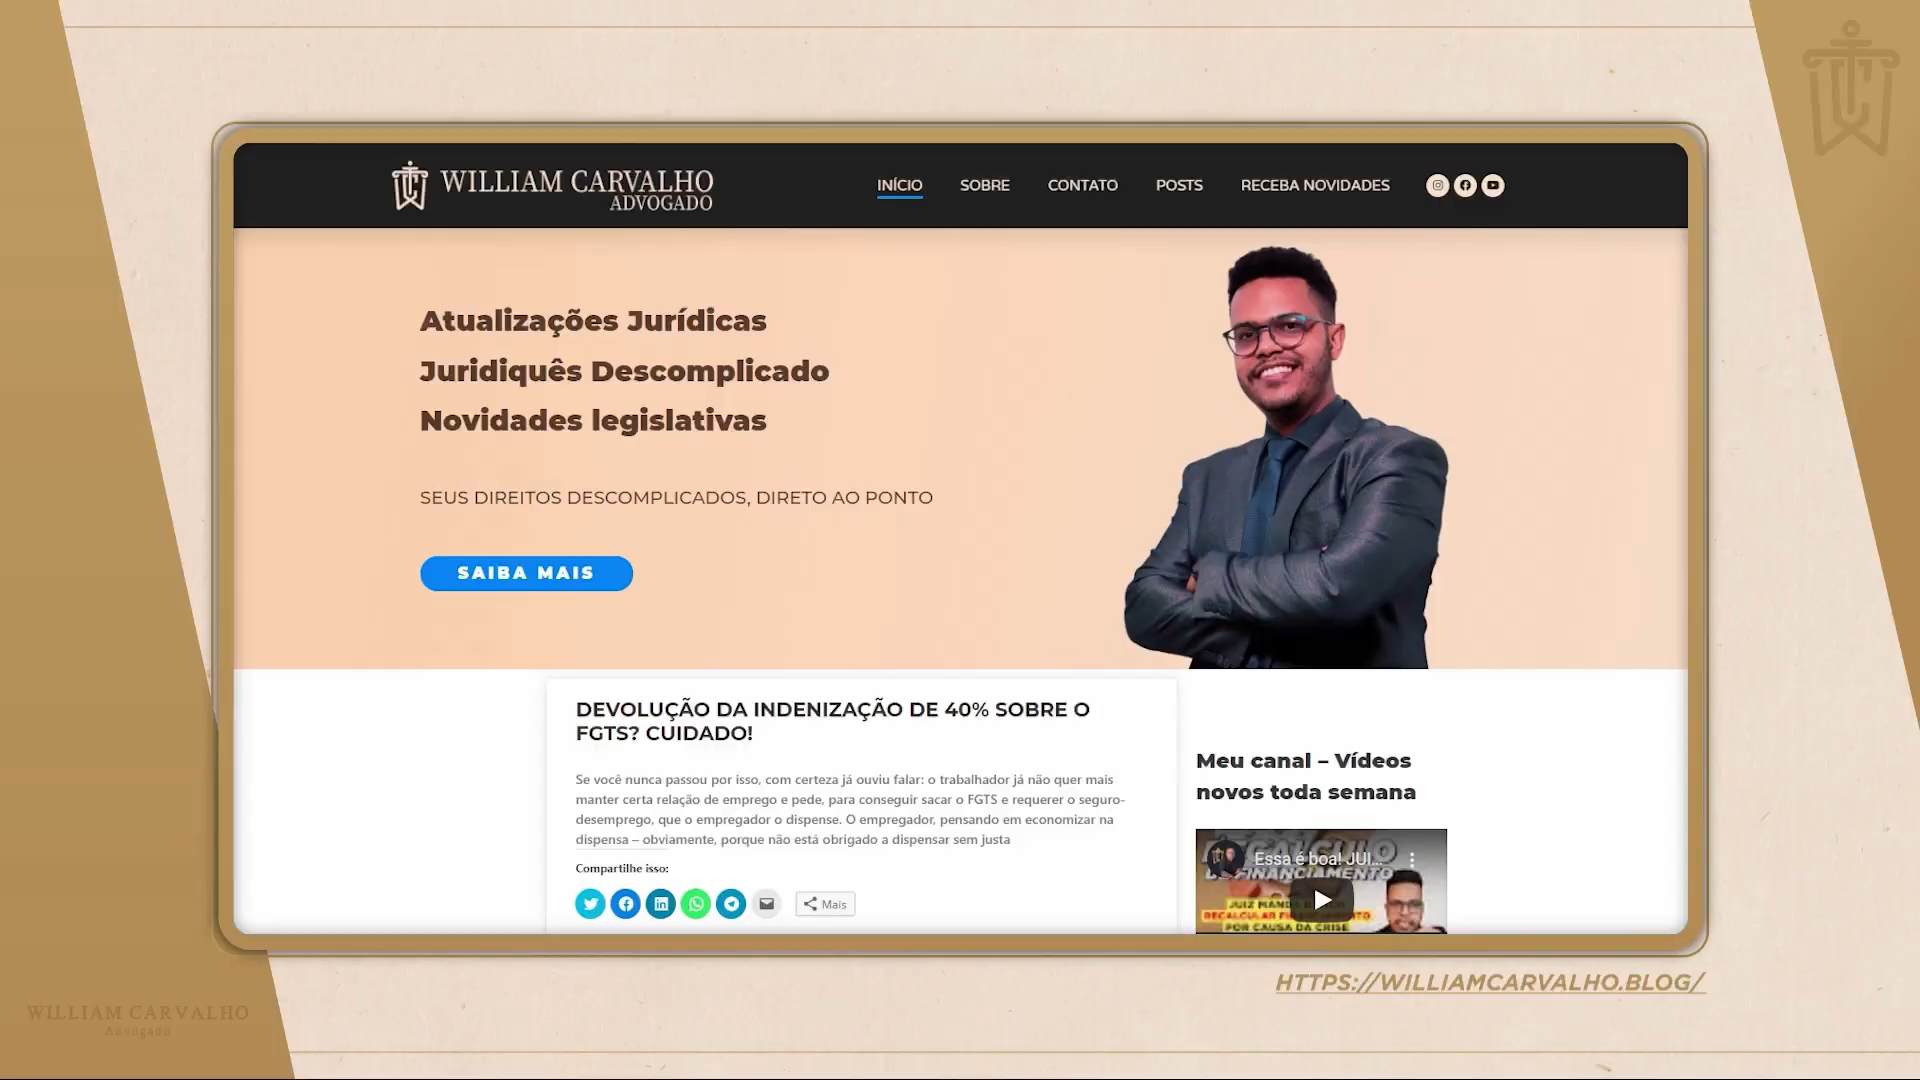 WILLIAM CARVALHO
ADVOGADO
INÍCIO
SOBRE
CONTATO
POSTS
RECEBA NOVIDADES
Atualizações Jurídicas
Juridiquês Descomplicado
Novidades legislativas
SEUS DIREITOS DESCOMPLICADOS, DIRETO AO PONTO
SAIBA MAIS
DEVOLUÇÃO DA INDENIZAÇÃO DE 40% SOBRE O
FGTS? CUIDADO!
Se você nunca passou por isso, com certeza já ouviu falar: o trabalhador já não quer mais
manter certa relação de emprego e pede, para conseguir sacar o FGTS e requerer o seguro-
desemprego, que o empregador o dispense. O empregador, pensando em economizar na
dispensa – obviamente, porque não está obrigado a dispensar sem justa
Compartilhe isso:
Mais
Meu canal – Vídeos
novos toda semana
Essa é boa! JUI...
FINANCIAMENTO
JUIZ MANDA
RECALCULAR
POR CAUSA DA CRISE
HTTPS://WILLIAMCARVALHO.BLOG/
WILLIAM CARVALHO
Advogado